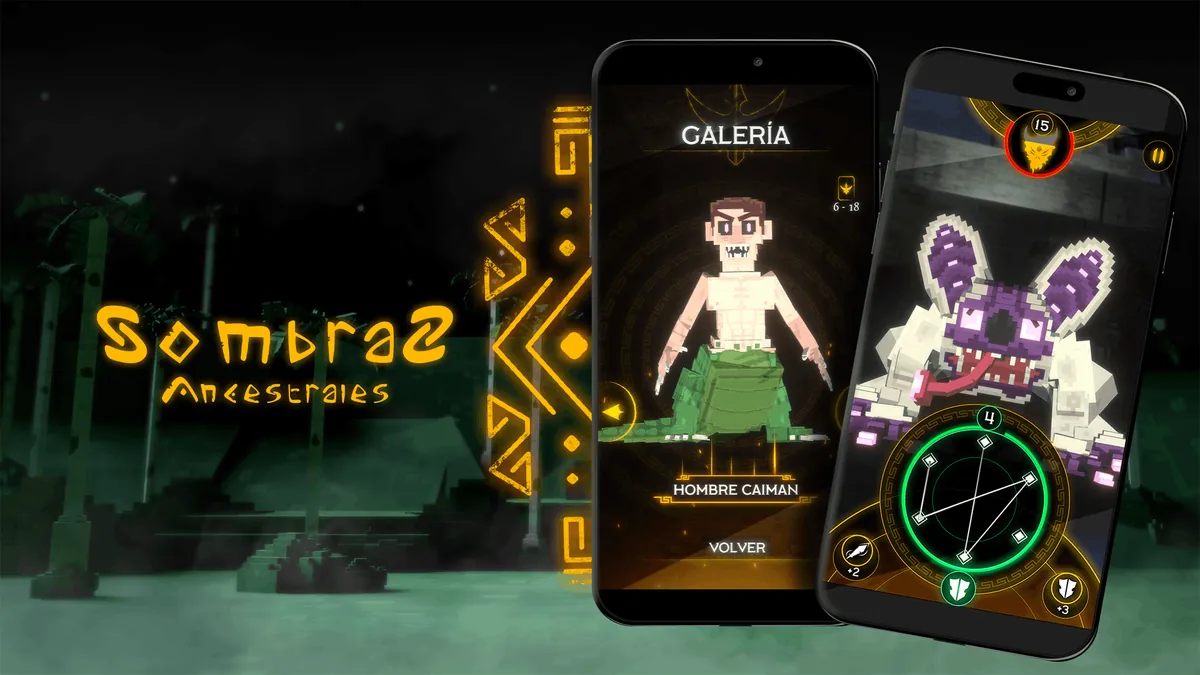 SombraS
Ancestrales
GALERÍA
6 - 18
HOMBRE CAIMAN
VOLVER
15
4
+2
+3